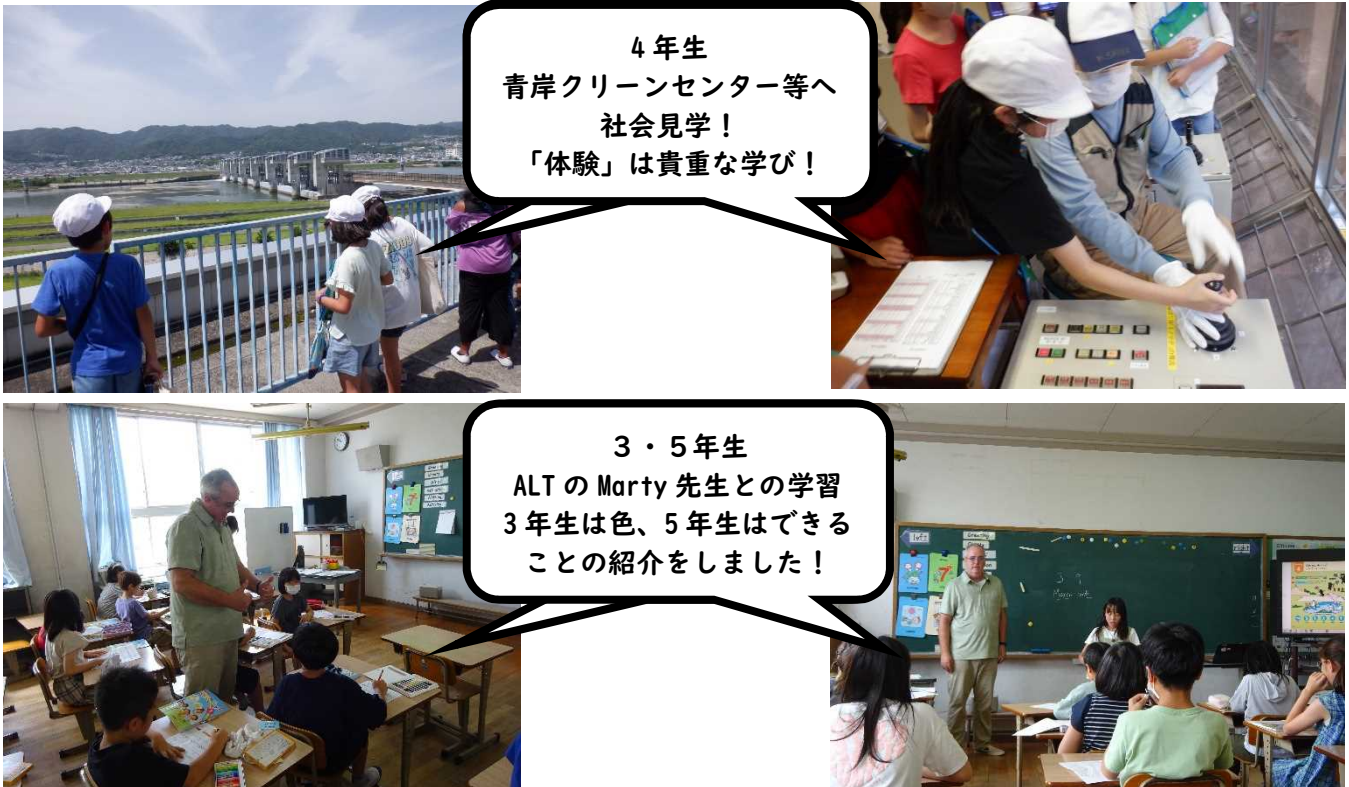 4年生
青岸クリーンセンター等へ
社会見学！
「体験」は貴重な学び！
3・5年生
ALTのMarty先生との学習
3年生は色、5年生はできる
ことの紹介をしました！